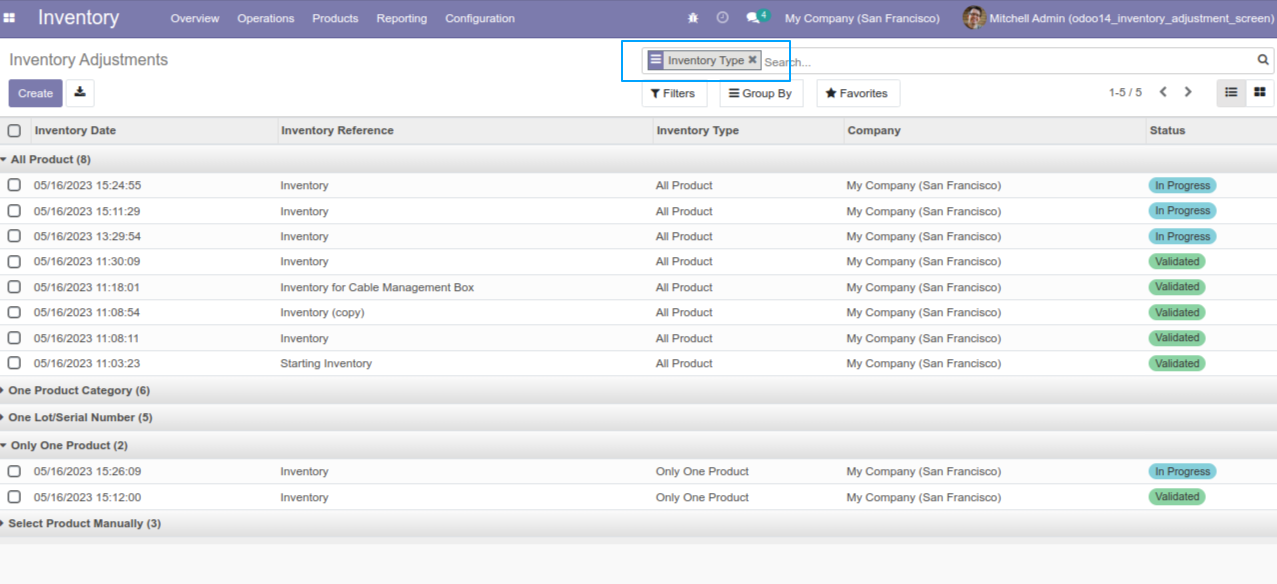 Inventory Overview Operations Products Reporting Configuration 4 My Company (San Francisco) Mitchell Admin (odoo14_inventory_adjustment_screen)
Inventory Adjustments
Inventory Type Search...
Create Filters Group By Favorites 1-5 / 5
Inventory Date Inventory Reference Inventory Type Company Status
All Product (8)
05/16/2023 15:24:55 Inventory All Product My Company (San Francisco) In Progress
05/16/2023 15:11:29 Inventory All Product My Company (San Francisco) In Progress
05/16/2023 13:29:54 Inventory All Product My Company (San Francisco) In Progress
05/16/2023 11:30:09 Inventory All Product My Company (San Francisco) Validated
05/16/2023 11:18:01 Inventory for Cable Management Box All Product My Company (San Francisco) Validated
05/16/2023 11:08:54 Inventory (copy) All Product My Company (San Francisco) Validated
05/16/2023 11:08:11 Inventory All Product My Company (San Francisco) Validated
05/16/2023 11:03:23 Starting Inventory All Product My Company (San Francisco) Validated
One Product Category (6)
One Lot/Serial Number (5)
Only One Product (2)
05/16/2023 15:26:09 Inventory Only One Product My Company (San Francisco) In Progress
05/16/2023 15:12:00 Inventory Only One Product My Company (San Francisco) Validated
Select Product Manually (3)